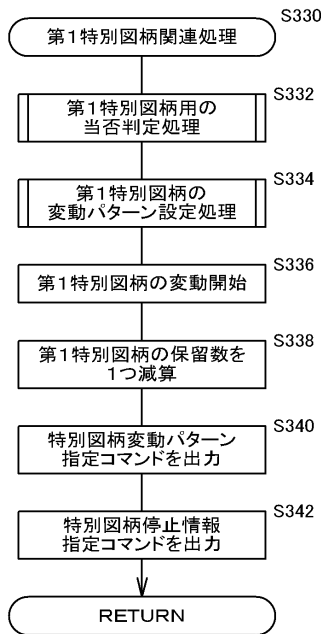 S330
第1特別図柄関連処理
S332
第1特別図柄用の
当否判定処理
S334
第1特別図柄の
変動パターン設定処理
S336
第1特別図柄の変動開始
S338
第1特別図柄の保留数を
1つ減算
S340
特別図柄変動パターン
指定コマンドを出力
S342
特別図柄停止情報
指定コマンドを出力
RETURN